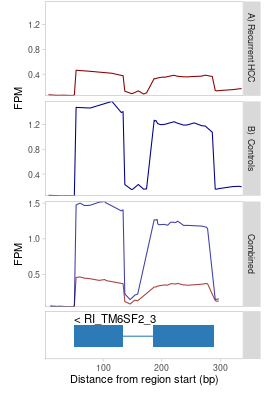 1.2
0.8
0.4
FPM
A) Recurrent HCC
1.2
0.8
0.4
B) Controls
1.5
1.0
0.5
FPM
Combined
< RI_TM6SF2_3
100
200
300
Distance from region start (bp)